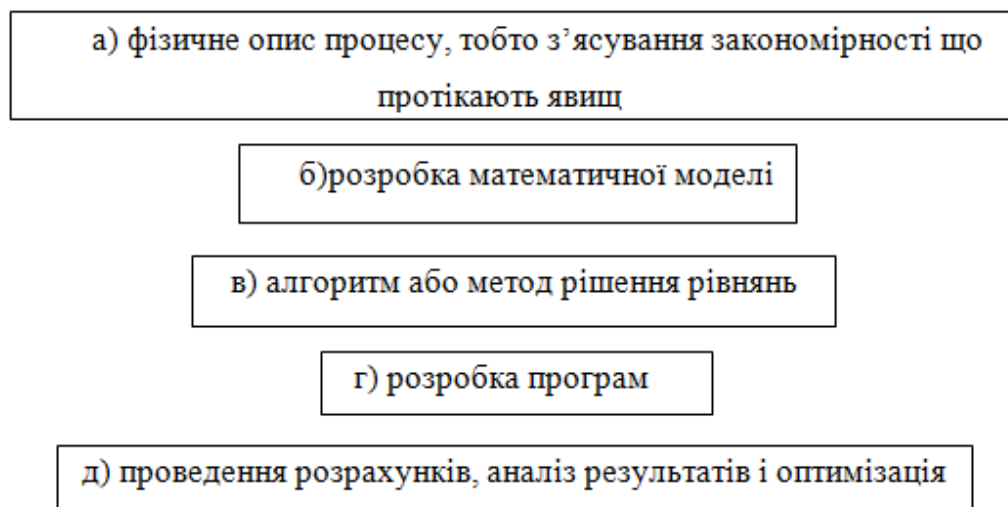 а) фізичне опис процесу, тобто з’ясування закономірності що
протікають явищ
б)розробка математичної моделі
в) алгоритм або метод рішення рівнянь
г) розробка програм
д) проведення розрахунків, аналіз результатів і оптимізація